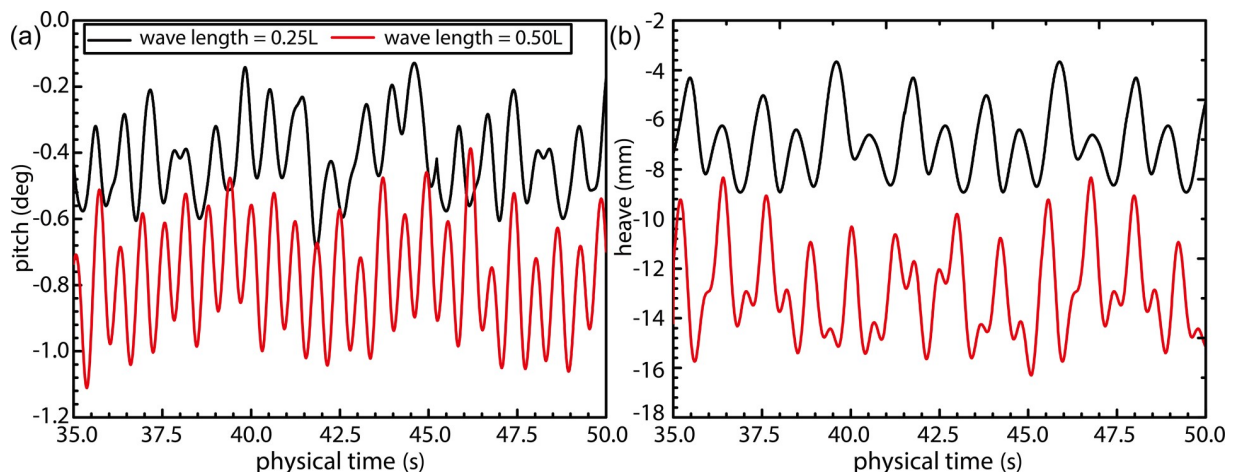 (a)
wave length = 0.25L wave length = 0.50L
pitch (deg)
0.0
-0.2
-0.4
-0.6
-0.8
-1.0
-1.2
35.0 37.5 40.0 42.5 45.0 47.5 50.0
physical time (s)
(b)
heave (mm)
-2
-4
-6
-8
-10
-12
-14
-16
-18
35.0 37.5 40.0 42.5 45.0 47.5 50.0
physical time (s)